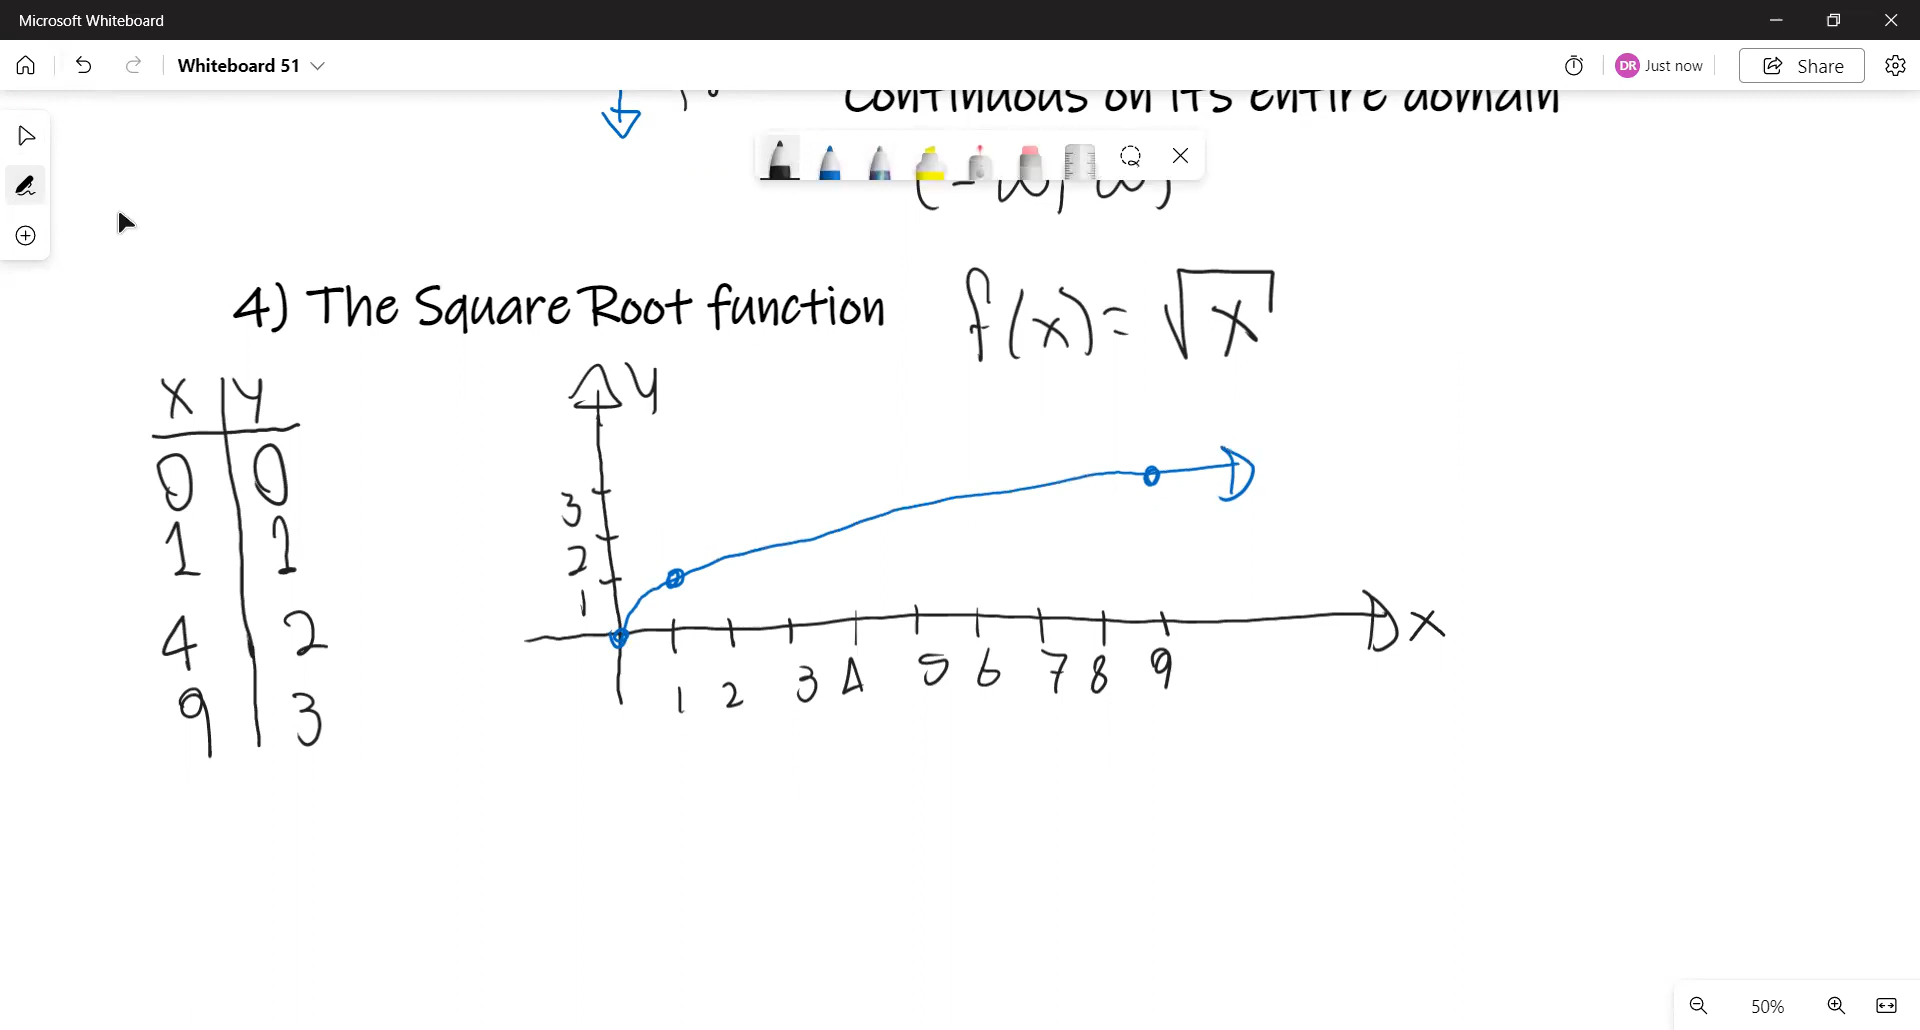 Microsoft Whiteboard
Whiteboard 51
DR Just now
Share
Continuous on its entire domain
(-∞, ∞)
4) The Square Root function f(x) = √x
x y
0 0
1 1
4 2
9 3
y
3
2
1
x
1 2 3 4 5 6 7 8 9
50%